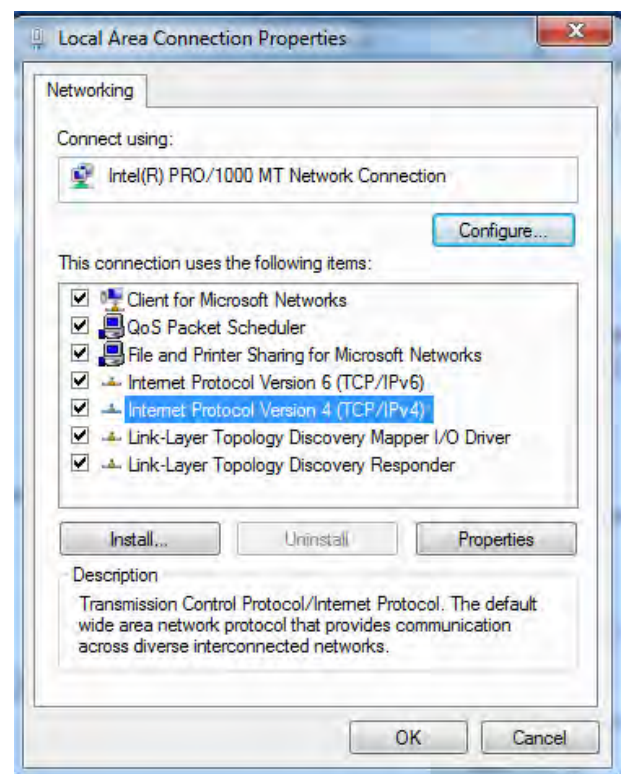 Local Area Connection Properties
Networking
Connect using:
Intel(R) PRO/1000 MT Network Connection
Configure...
This connection uses the following items:
Client for Microsoft Networks
QoS Packet Scheduler
File and Printer Sharing for Microsoft Networks
Internet Protocol Version 6 (TCP/IPv6)
Internet Protocol Version 4 (TCP/IPv4)
Link-Layer Topology Discovery Mapper I/O Driver
Link-Layer Topology Discovery Responder
Install... Uninstall Properties
Description
Transmission Control Protocol/Internet Protocol. The default
wide area network protocol that provides communication
across diverse interconnected networks.
OK Cancel